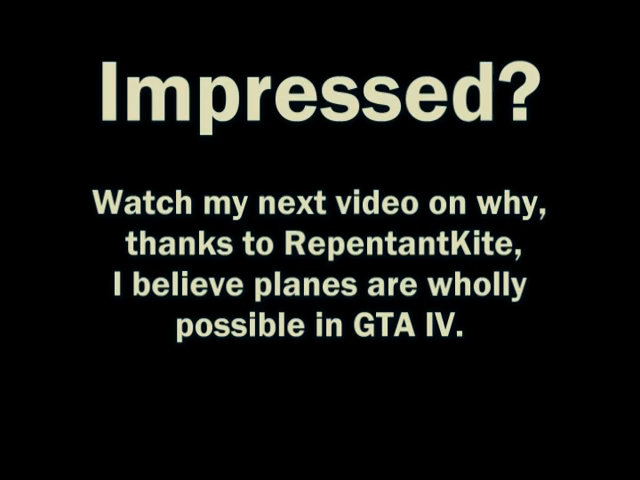 Impressed?
Watch my next video on why,
thanks to RepentantKite,
I believe planes are wholly
possible in GTA IV.